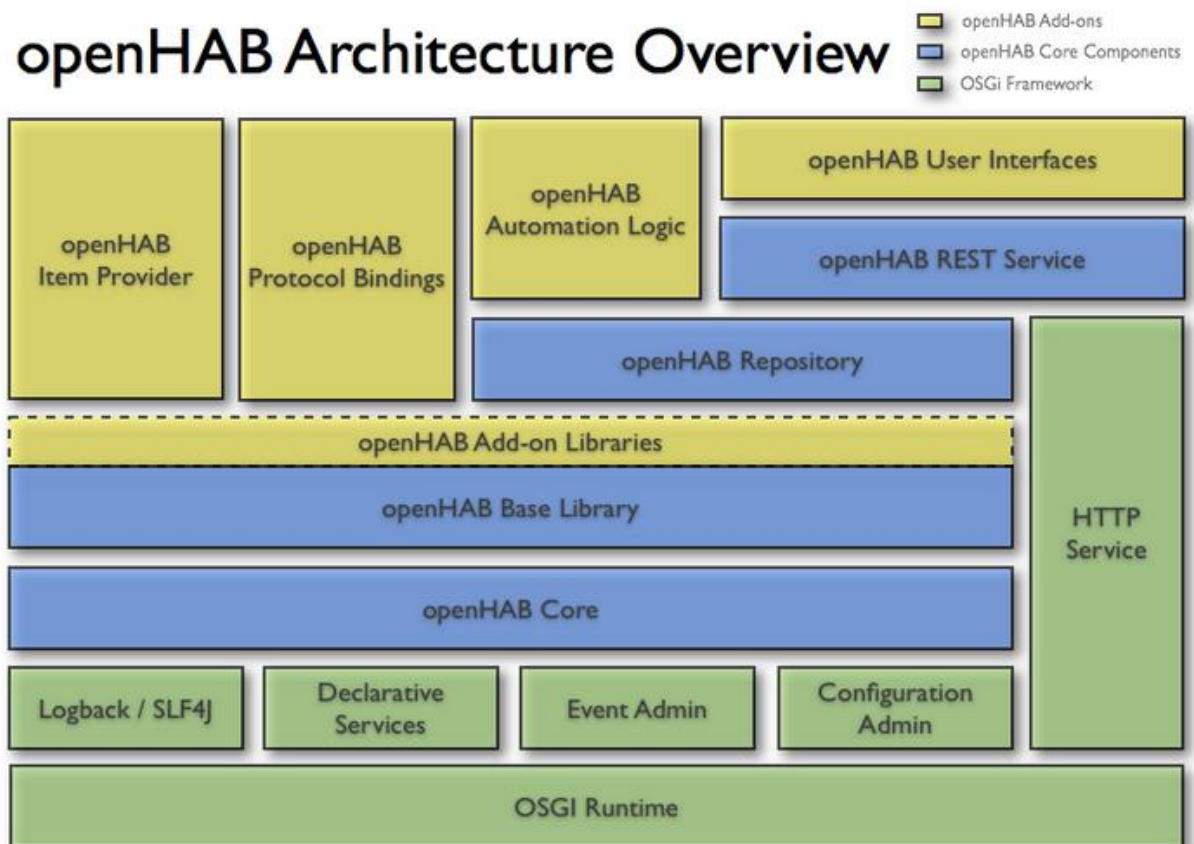 openHAB Architecture Overview
openHAB Add-ons
openHAB Core Components
OSGi Framework
openHAB
Item Provider
openHAB
Protocol Bindings
openHAB
Automation Logic
openHAB User Interfaces
openHAB REST Service
openHAB Repository
openHAB Add-on Libraries
openHAB Base Library
HTTP
Service
openHAB Core
Logback / SLF4J
Declarative
Services
Event Admin
Configuration
Admin
OSGI Runtime